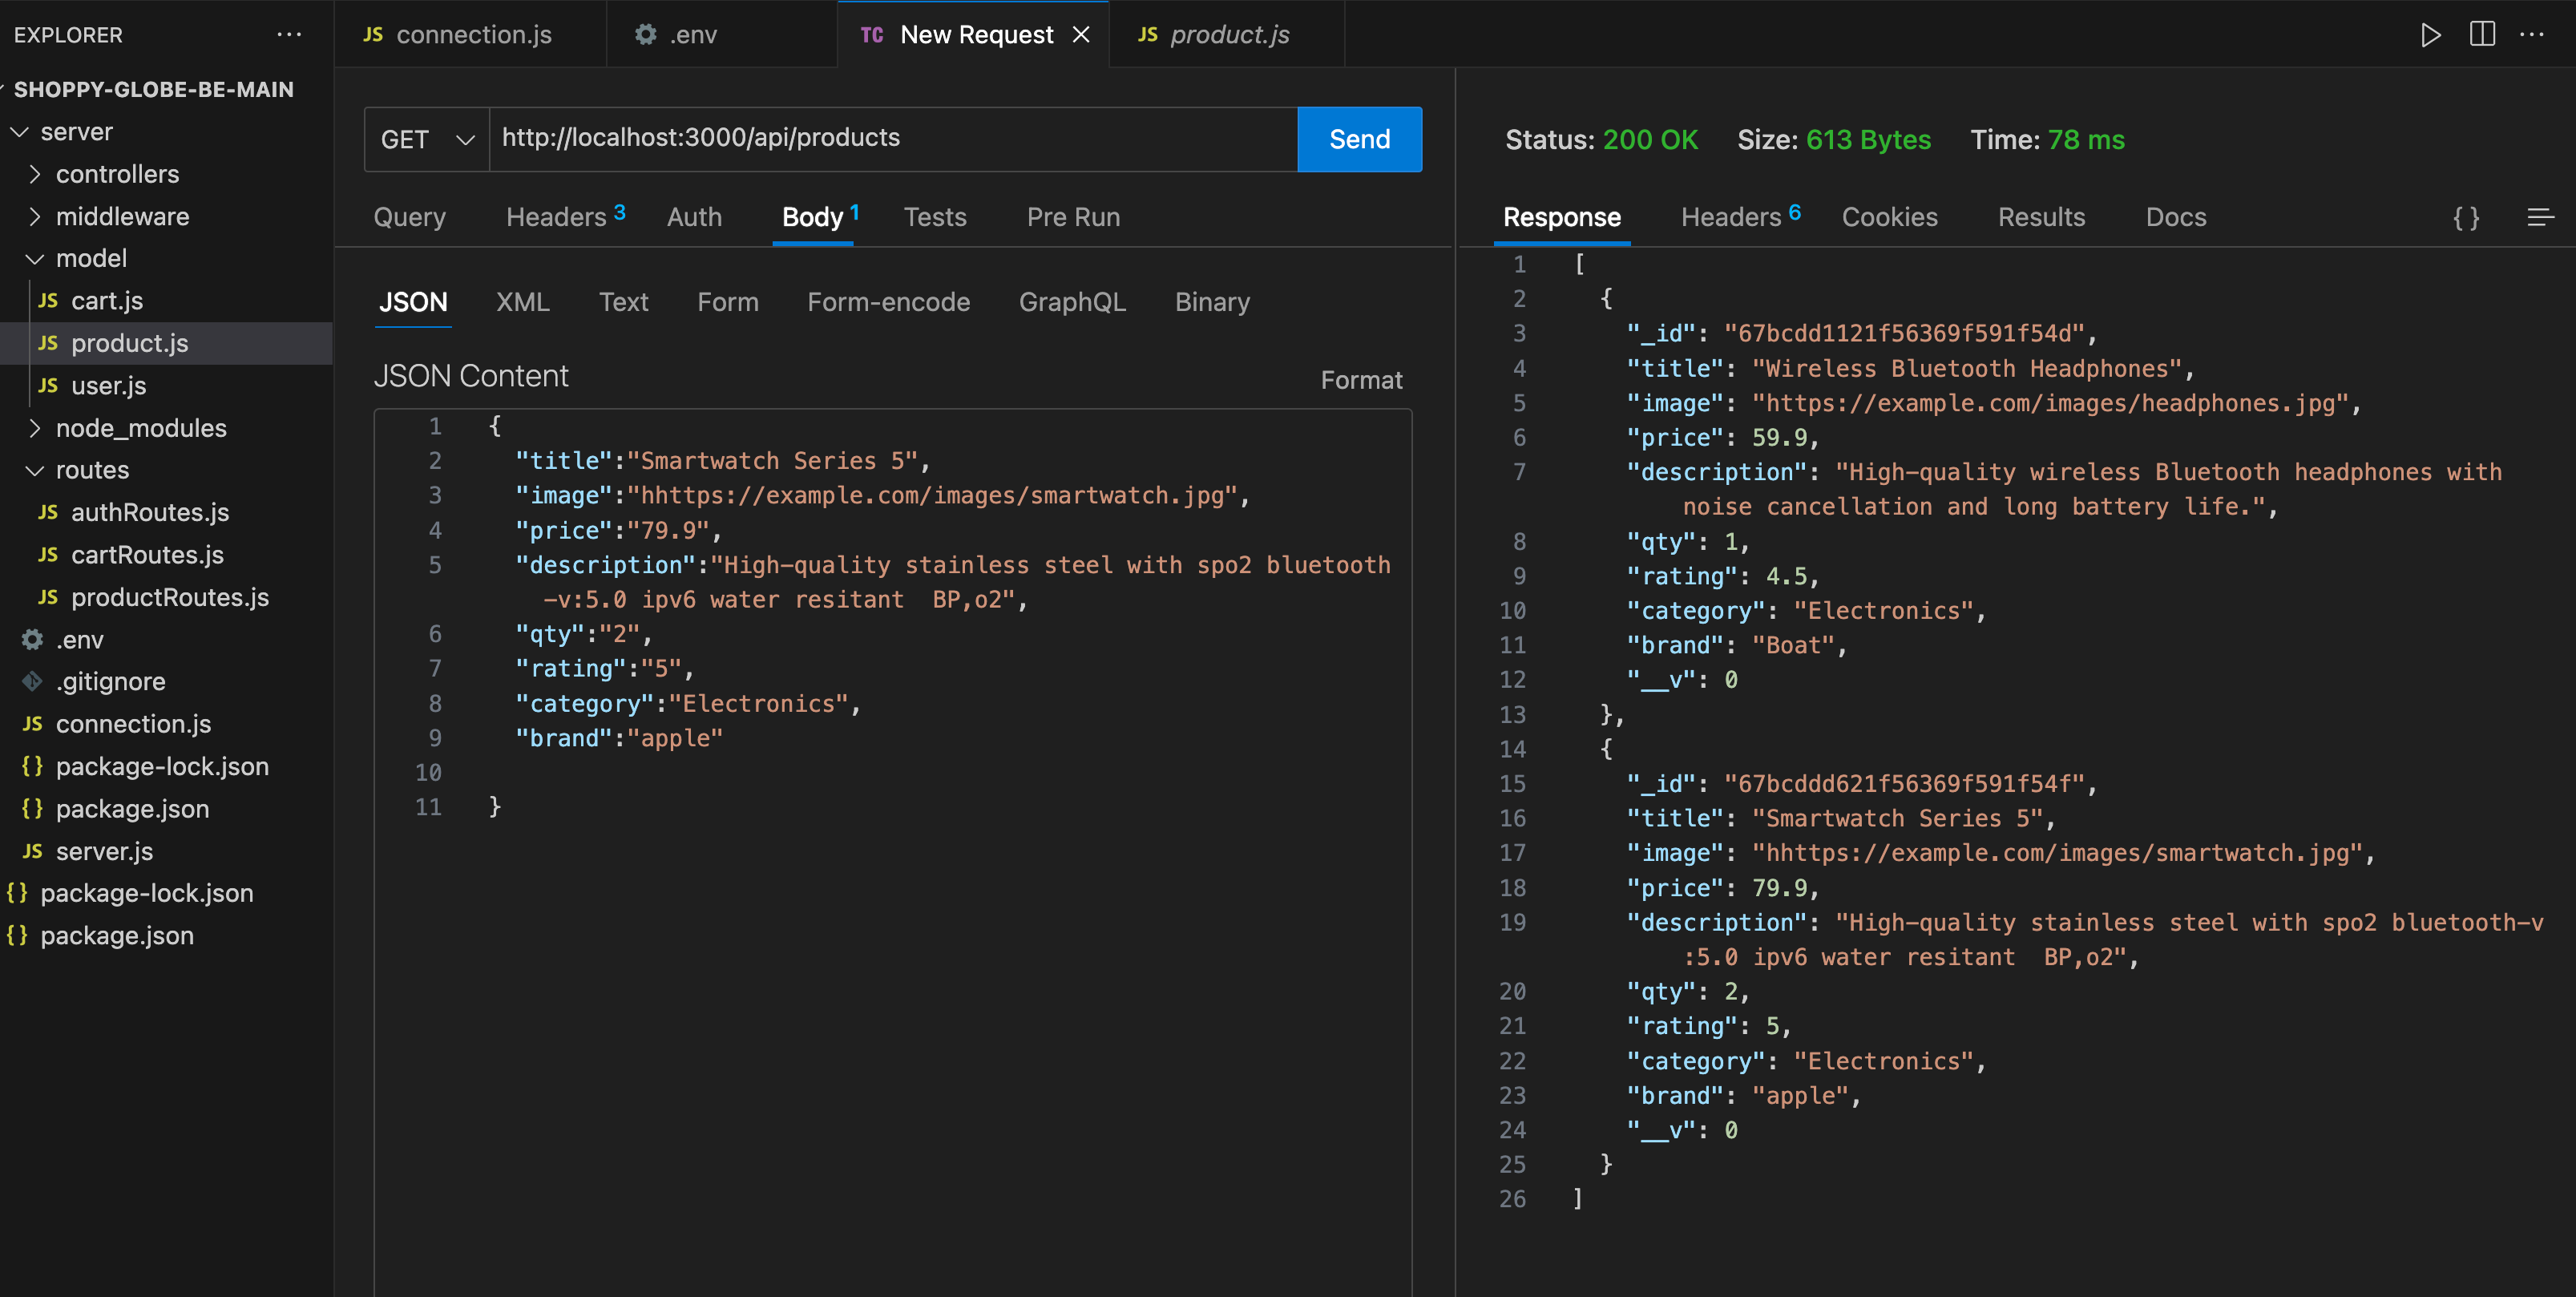 EXPLORER
SHOPPY-GLOBE-BE-MAIN
server
controllers
middleware
model
JS cart.js
JS product.js
JS user.js
node_modules
routes
JS authRoutes.js
JS cartRoutes.js
JS productRoutes.js
.env
.gitignore
JS connection.js
{} package-lock.json
{} package.json
JS server.js
{} package-lock.json
{} package.json
JS connection.js .env TC New Request JS product.js
GET http://localhost:3000/api/products Send
Query Headers 3 Auth Body 1 Tests Pre Run
JSON XML Text Form Form-encode GraphQL Binary
JSON Content Format
1 {
2 "title":"Smartwatch Series 5",
3 "image":"hhttps://example.com/images/smartwatch.jpg",
4 "price":"79.9",
5 "description":"High-quality stainless steel with spo2 bluetooth
-v:5.0 ipv6 water resitant  BP,o2",
6 "qty":"2",
7 "rating":"5",
8 "category":"Electronics",
9 "brand":"apple"
10
11 }
Status: 200 OK Size: 613 Bytes Time: 78 ms
Response Headers 6 Cookies Results Docs {}
1 [
2 {
3 "_id": "67bcdd1121f56369f591f54d",
4 "title": "Wireless Bluetooth Headphones",
5 "image": "https://example.com/images/headphones.jpg",
6 "price": 59.9,
7 "description": "High-quality wireless Bluetooth headphones with
noise cancellation and long battery life.",
8 "qty": 1,
9 "rating": 4.5,
10 "category": "Electronics",
11 "brand": "Boat",
12 "__v": 0
13 },
14 {
15 "_id": "67bcddd621f56369f591f54f",
16 "title": "Smartwatch Series 5",
17 "image": "hhttps://example.com/images/smartwatch.jpg",
18 "price": 79.9,
19 "description": "High-quality stainless steel with spo2 bluetooth-v
:5.0 ipv6 water resitant  BP,o2",
20 "qty": 2,
21 "rating": 5,
22 "category": "Electronics",
23 "brand": "apple",
24 "__v": 0
25 }
26 ]